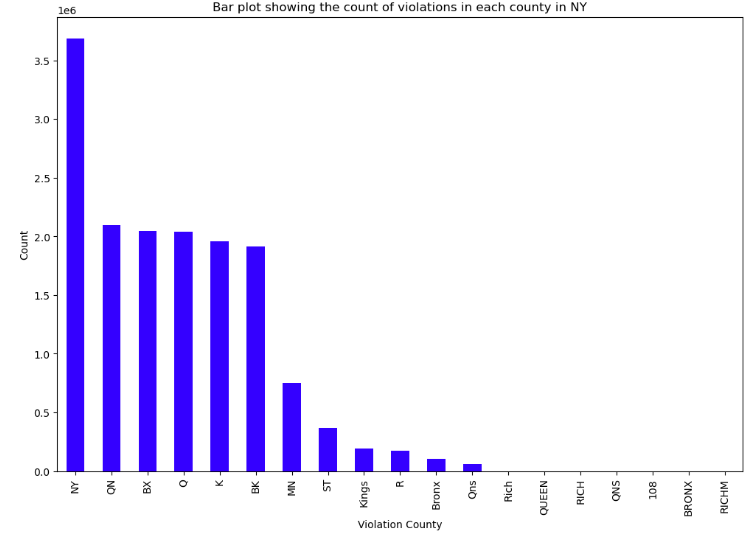 Bar plot showing the count of violations in each county in NY
1e6
3.5
3.0
2.5
2.0
1.5
1.0
0.5
0.0
Count
NY
QN
BX
Q
K
BK
MN
ST
Kings
R
Bronx
Qns
Rich
QUEEN
RICH
QNS
108
BRONX
RICHM
Violation County